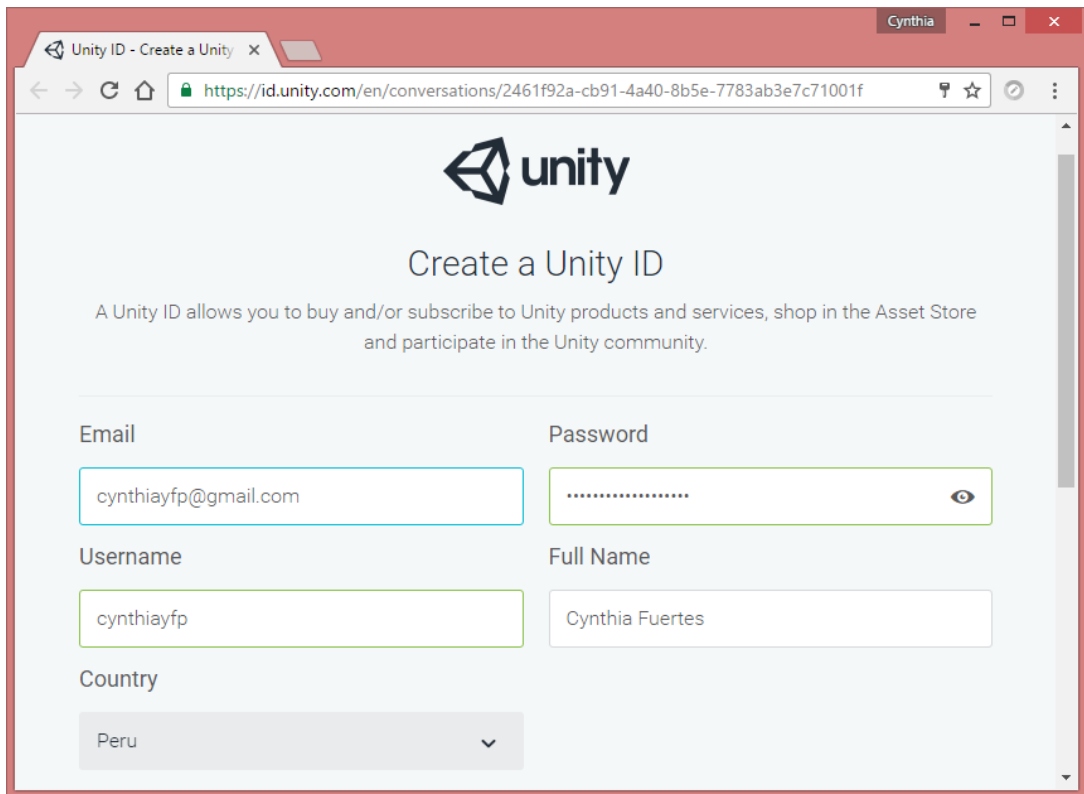 Cynthia
Unity ID - Create a Unity
https://id.unity.com/en/conversations/2461f92a-cb91-4a40-8b5e-7783ab3e7c71001f
unity
Create a Unity ID
A Unity ID allows you to buy and/or subscribe to Unity products and services, shop in the Asset Store
and participate in the Unity community.
Email
Password
cynthiayfp@gmail.com
•••••••••••••••••••
Username
Full Name
cynthiayfp
Cynthia Fuertes
Country
Peru